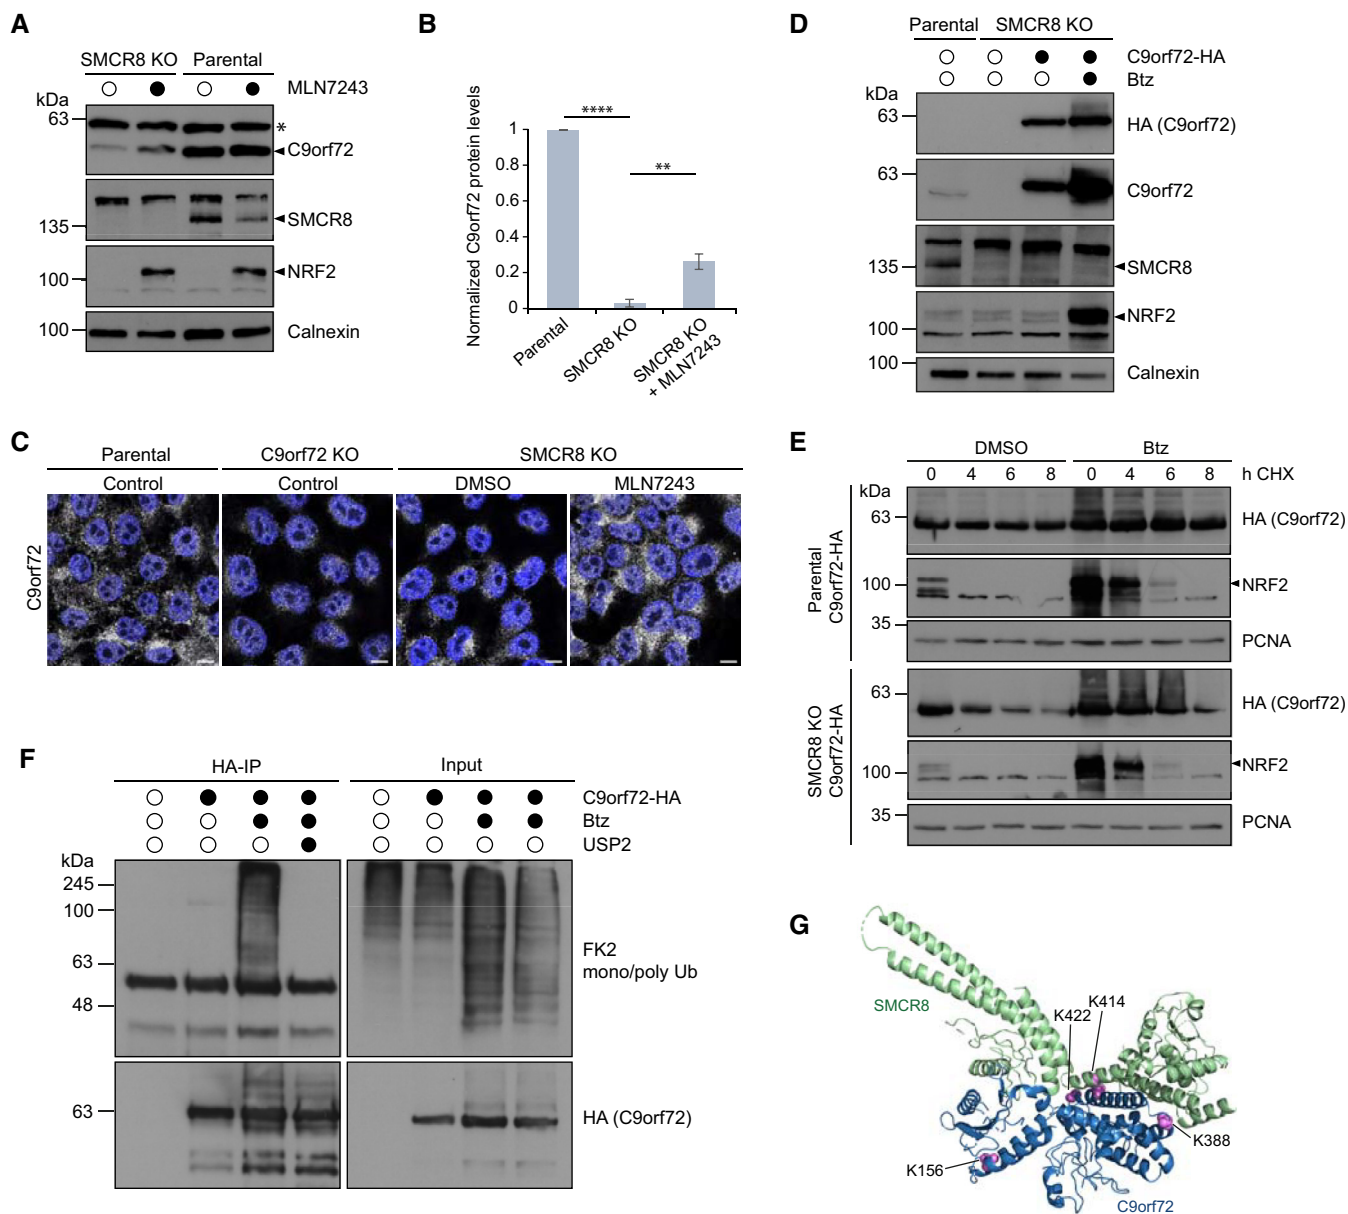 A
SMCR8 KO Parental
MLN7243
kDa
63
*
C9orf72
SMCR8
135
NRF2
100
100
Calnexin
B
Normalized C9orf72 protein levels
****
**
1
0.8
0.6
0.4
0.2
0
Parental
SMCR8 KO
SMCR8 KO
+ MLN7243
C
Parental
C9orf72 KO
SMCR8 KO
Control
Control
DMSO
MLN7243
C9orf72
D
Parental SMCR8 KO
C9orf72-HA
Btz
kDa
63
HA (C9orf72)
63
C9orf72
135
SMCR8
NRF2
100
100
Calnexin
E
DMSO
Btz
0 4 6 8 0 4 6 8 h CHX
kDa
Parental
C9orf72-HA
63
HA (C9orf72)
100
NRF2
35
PCNA
SMCR8 KO
C9orf72-HA
63
HA (C9orf72)
100
NRF2
35
PCNA
F
HA-IP
Input
C9orf72-HA
Btz
USP2
kDa
245
100
63
48
FK2
mono/poly Ub
63
HA (C9orf72)
G
SMCR8
K422
K414
K388
K156
C9orf72